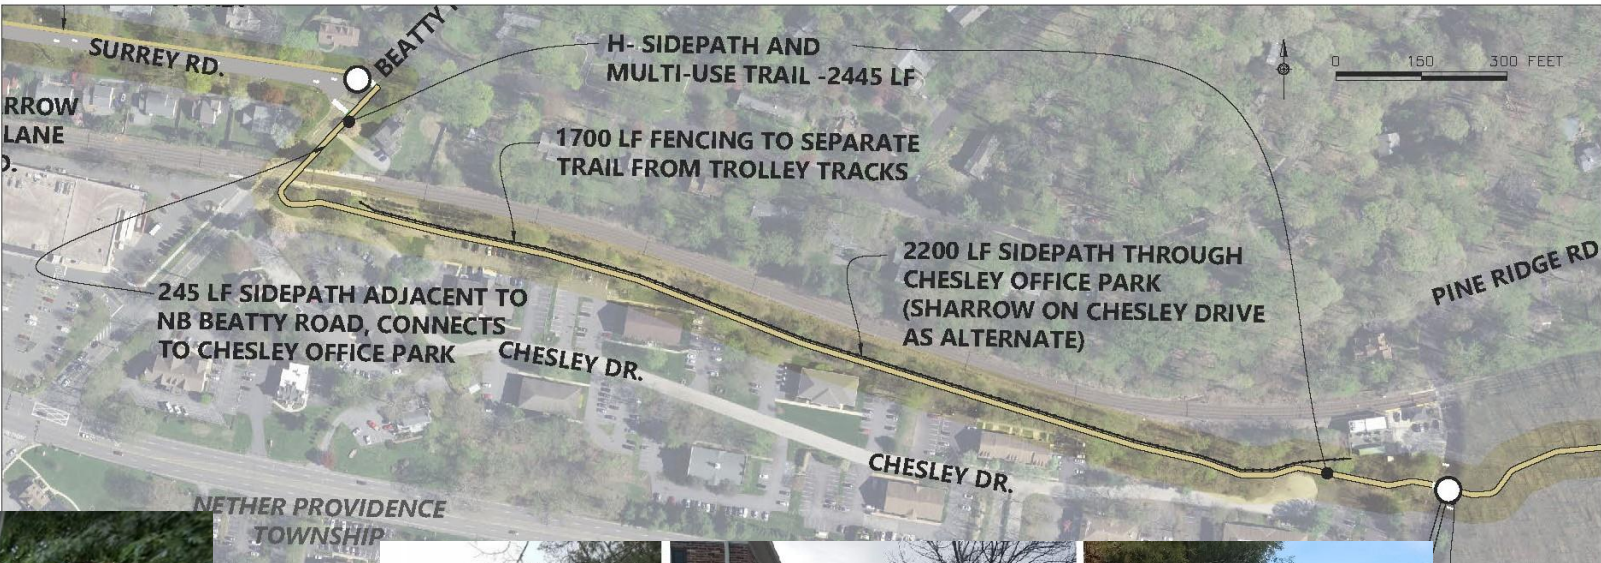 SURREY RD.
BEATTY
H- SIDEPATH AND
MULTI-USE TRAIL -2445 LF
0 150 300 FEET
RROW
LANE
1700 LF FENCING TO SEPARATE
TRAIL FROM TROLLEY TRACKS
2200 LF SIDEPATH THROUGH
CHESLEY OFFICE PARK
(SHARROW ON CHESLEY DRIVE
AS ALTERNATE)
PINE RIDGE RD
245 LF SIDEPATH ADJACENT TO
NB BEATTY ROAD, CONNECTS
TO CHESLEY OFFICE PARK
CHESLEY DR.
CHESLEY DR.
NETHER PROVIDENCE
TOWNSHIP